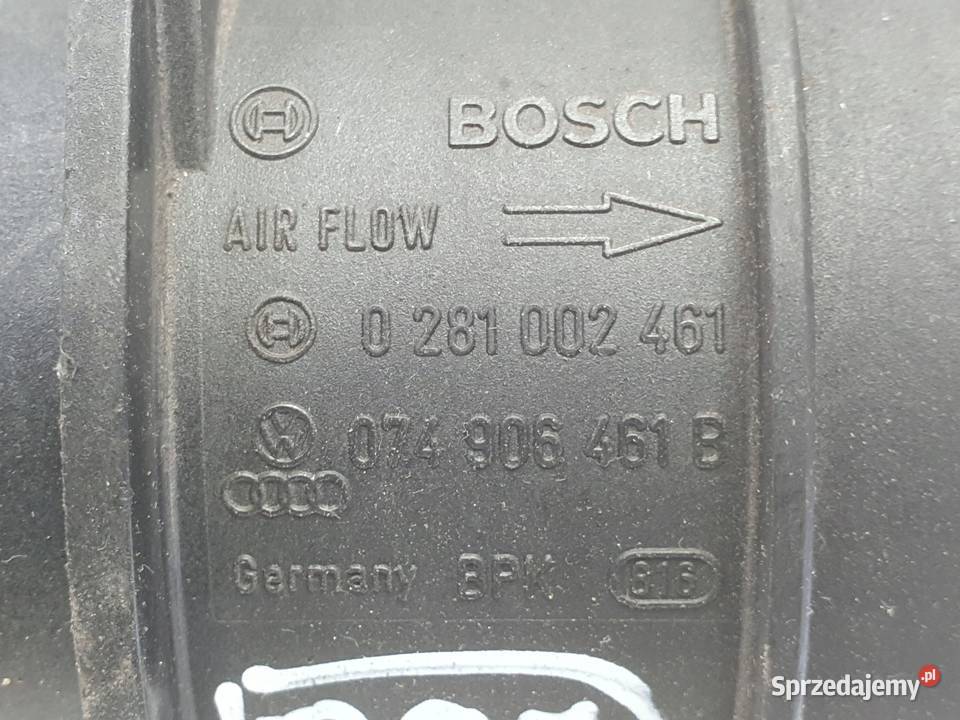 BOSCH
AIR FLOW
0 281 002 461
074 906 461 B
Germany BPK 816
Sprzedajemy.pl